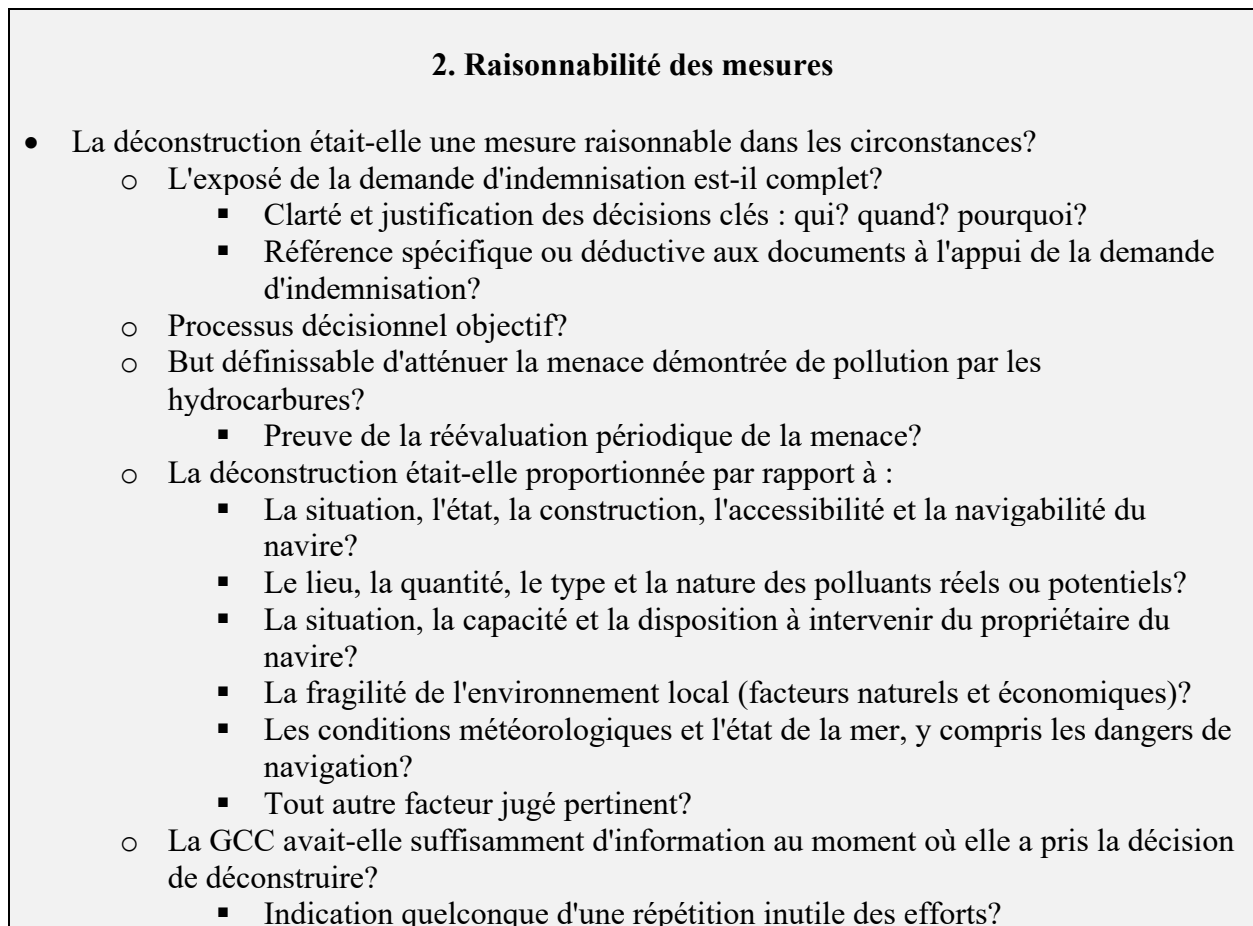 2. Raisonnabilité des mesures
• La déconstruction était-elle une mesure raisonnable dans les circonstances?
o L'exposé de la demande d'indemnisation est-il complet?
▪ Clarté et justification des décisions clés : qui? quand? pourquoi?
▪ Référence spécifique ou déductive aux documents à l'appui de la demande
d'indemnisation?
o Processus décisionnel objectif?
o But définissable d'atténuer la menace démontrée de pollution par les
hydrocarbures?
▪ Preuve de la réévaluation périodique de la menace?
o La déconstruction était-elle proportionnée par rapport à :
▪ La situation, l'état, la construction, l'accessibilité et la navigabilité du
navire?
▪ Le lieu, la quantité, le type et la nature des polluants réels ou potentiels?
▪ La situation, la capacité et la disposition à intervenir du propriétaire du
navire?
▪ La fragilité de l'environnement local (facteurs naturels et économiques)?
▪ Les conditions météorologiques et l'état de la mer, y compris les dangers de
navigation?
▪ Tout autre facteur jugé pertinent?
o La GCC avait-elle suffisamment d'information au moment où elle a pris la décision
de déconstruire?
▪ Indication quelconque d'une répétition inutile des efforts?